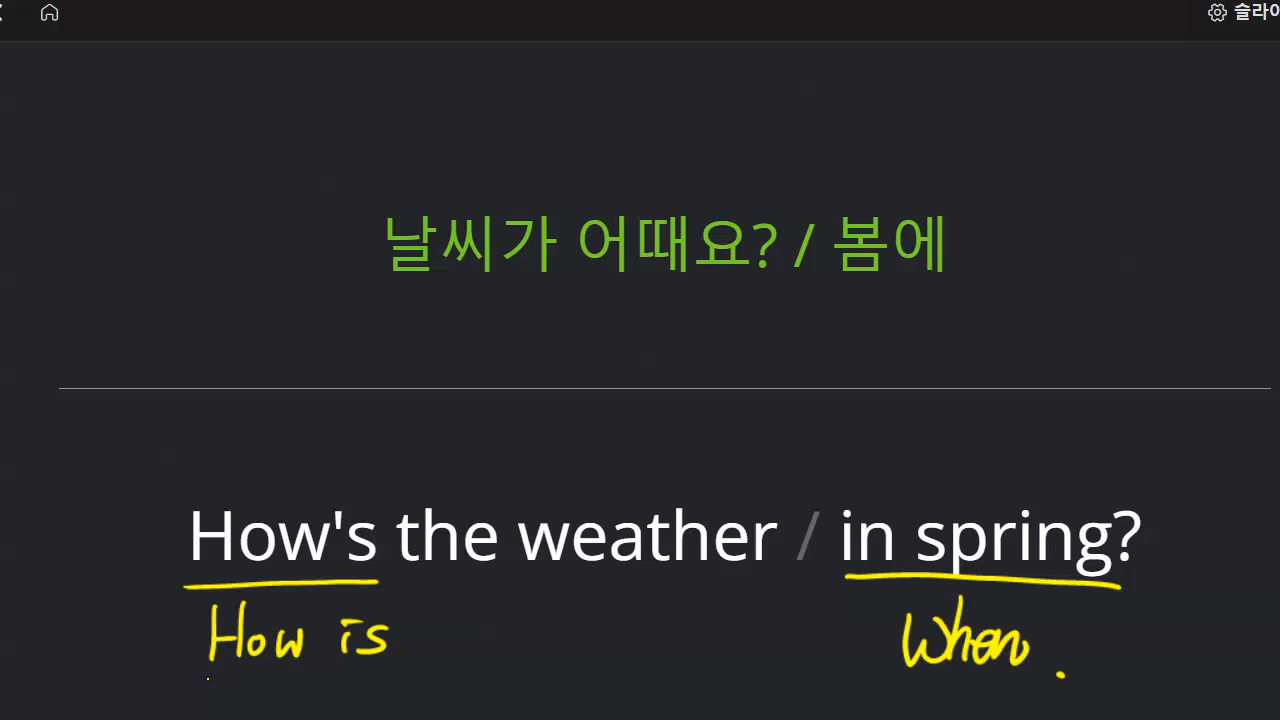 슬라이
날씨가 어때요? / 봄에
How's the weather / in spring?
How is When.